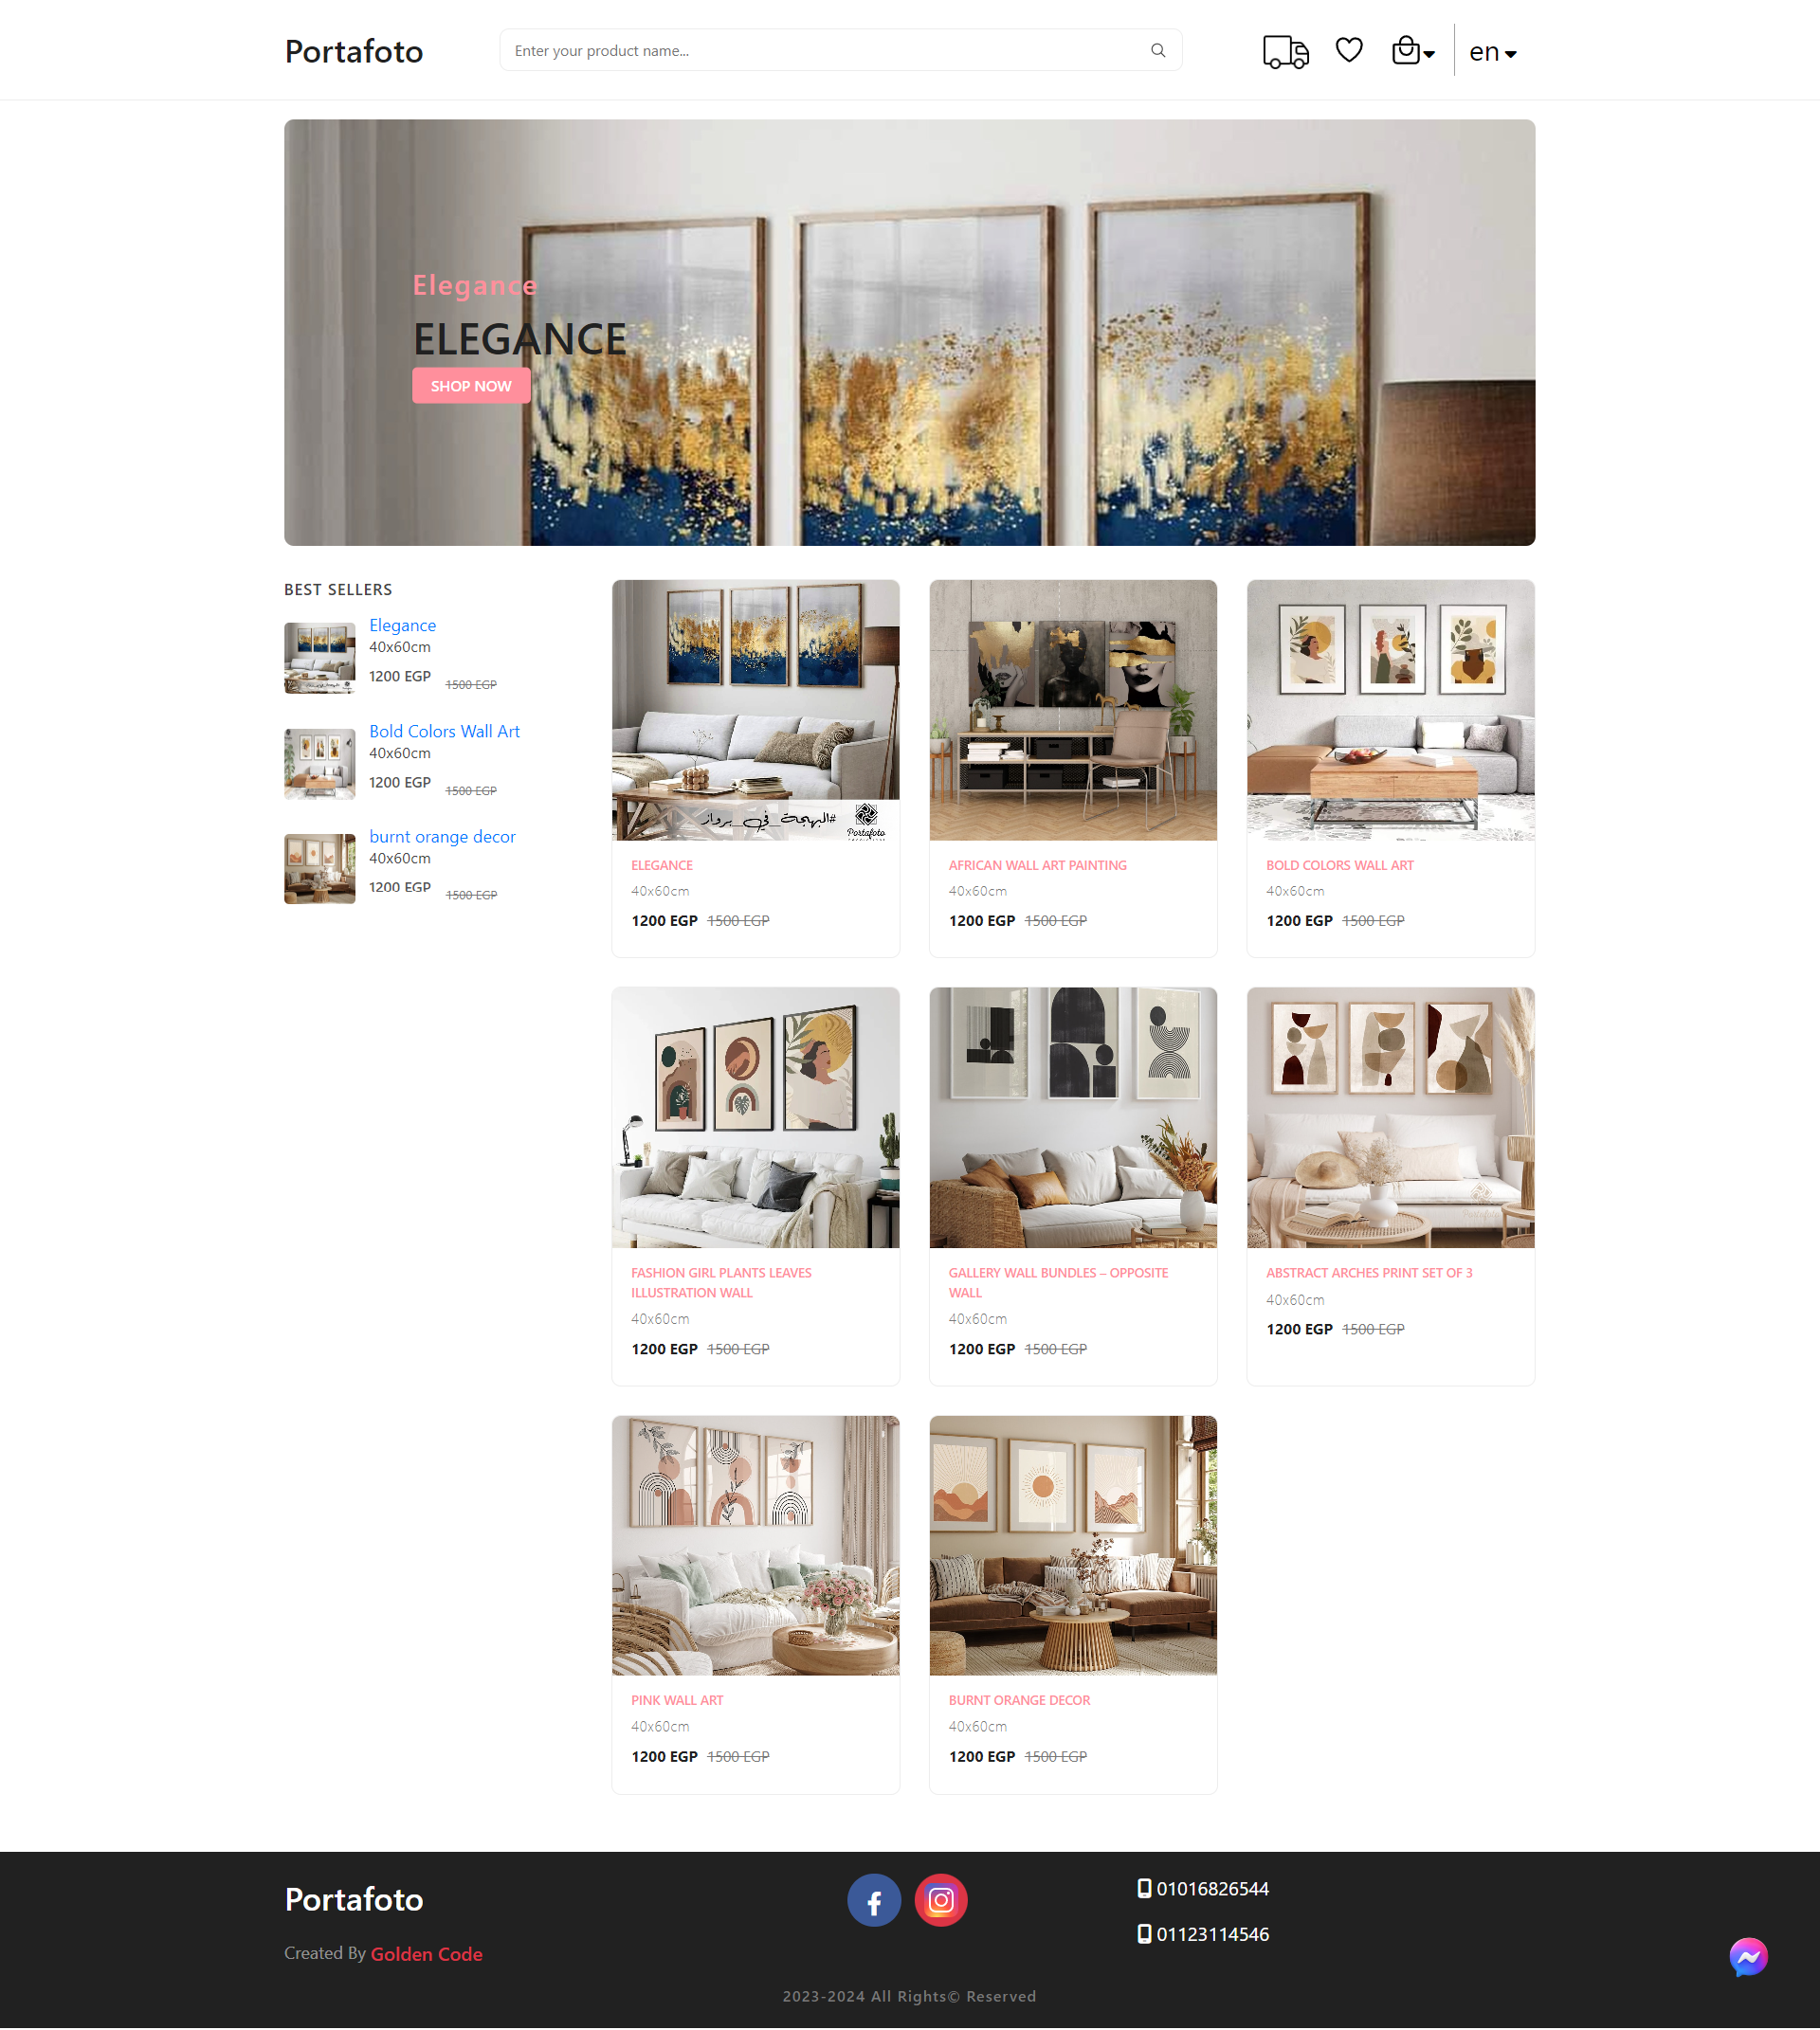 Portafoto
Enter your product name...
en
Elegance
ELEGANCE
SHOP NOW
BEST SELLERS
Elegance
40x60cm
1200 EGP 1500 EGP
Bold Colors Wall Art
40x60cm
1200 EGP 1500 EGP
burnt orange decor
40x60cm
1200 EGP 1500 EGP
#البهجة_في_برواز
Portafoto
ELEGANCE
40x60cm
1200 EGP 1500 EGP
AFRICAN WALL ART PAINTING
40x60cm
1200 EGP 1500 EGP
BOLD COLORS WALL ART
40x60cm
1200 EGP 1500 EGP
FASHION GIRL PLANTS LEAVES
ILLUSTRATION WALL
40x60cm
1200 EGP 1500 EGP
GALLERY WALL BUNDLES – OPPOSITE
WALL
40x60cm
1200 EGP 1500 EGP
ABSTRACT ARCHES PRINT SET OF 3
40x60cm
1200 EGP 1500 EGP
PINK WALL ART
40x60cm
1200 EGP 1500 EGP
BURNT ORANGE DECOR
40x60cm
1200 EGP 1500 EGP
Portafoto
Created By Golden Code
01016826544
01123114546
2023-2024 All Rights© Reserved